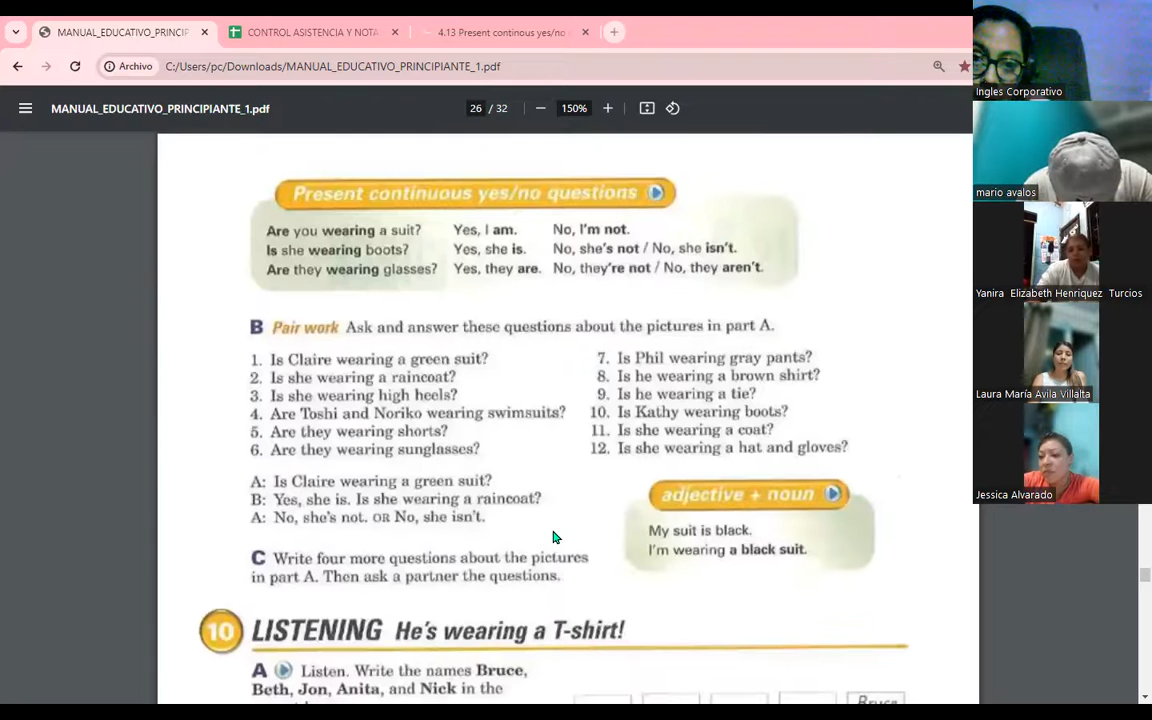 MANUAL_EDUCATIVO_PRINCIP
CONTROL ASISTENCIA Y NOTA
4.13 Present continous yes/no
Archivo
C:/Users/pc/Downloads/MANUAL_EDUCATIVO_PRINCIPIANTE_1.pdf
MANUAL_EDUCATIVO_PRINCIPIANTE_1.pdf
26 / 32
150%
Present continuous yes/no questions
Are you wearing a suit? Yes, I am. No, I'm not.
Is she wearing boots? Yes, she is. No, she's not / No, she isn't.
Are they wearing glasses? Yes, they are. No, they're not / No, they aren't.
B Pair work Ask and answer these questions about the pictures in part A.
1. Is Claire wearing a green suit?
2. Is she wearing a raincoat?
3. Is she wearing high heels?
4. Are Toshi and Noriko wearing swimsuits?
5. Are they wearing shorts?
6. Are they wearing sunglasses?
7. Is Phil wearing gray pants?
8. Is he wearing a brown shirt?
9. Is he wearing a tie?
10. Is Kathy wearing boots?
11. Is she wearing a coat?
12. Is she wearing a hat and gloves?
A: Is Claire wearing a green suit?
B: Yes, she is. Is she wearing a raincoat?
A: No, she's not. OR No, she isn't.
adjective + noun
My suit is black.
I'm wearing a black suit.
C Write four more questions about the pictures
in part A. Then ask a partner the questions.
10 LISTENING He's wearing a T-shirt!
A Listen. Write the names Bruce,
Beth, Jon, Anita, and Nick in the
Bruce
Ingles Corporativo
mario avalos
Yanira Elizabeth Henriquez Turcios
Laura María Avila Villalta
Jessica Alvarado